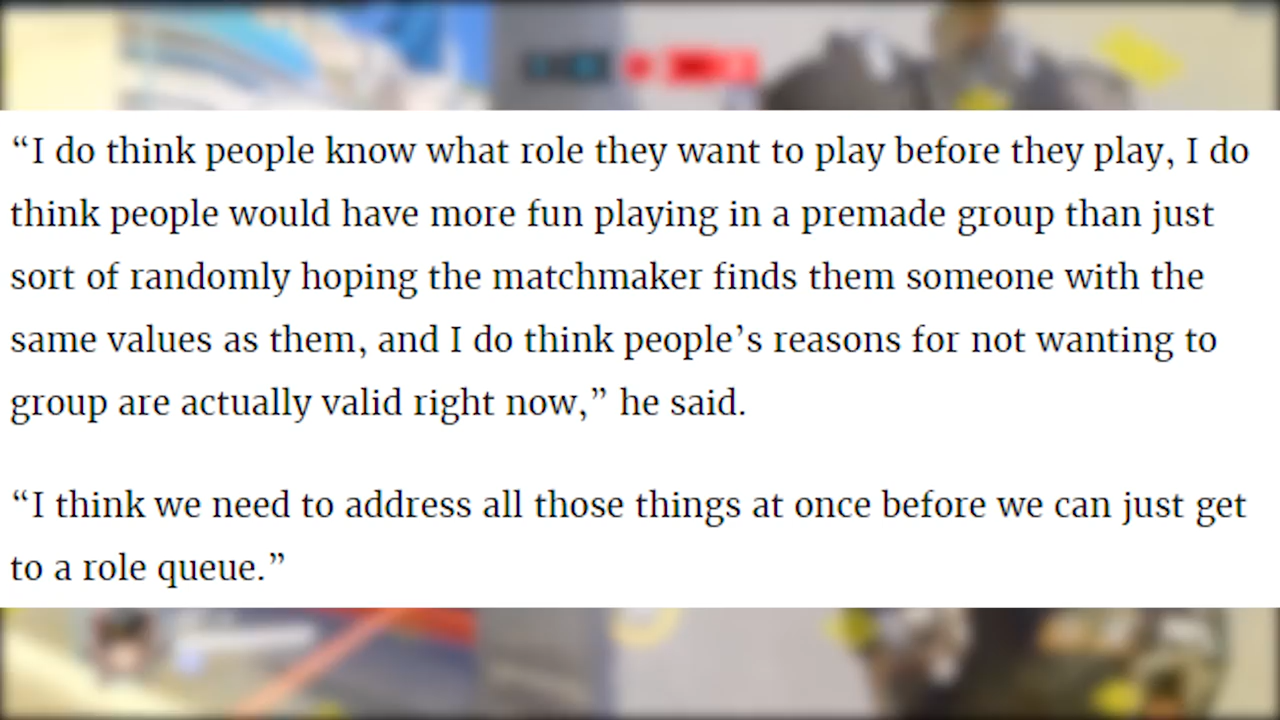 “I do think people know what role they want to play before they play, I do
think people would have more fun playing in a premade group than just
sort of randomly hoping the matchmaker finds them someone with the
same values as them, and I do think people’s reasons for not wanting to
group are actually valid right now,” he said.
“I think we need to address all those things at once before we can just get
to a role queue.”